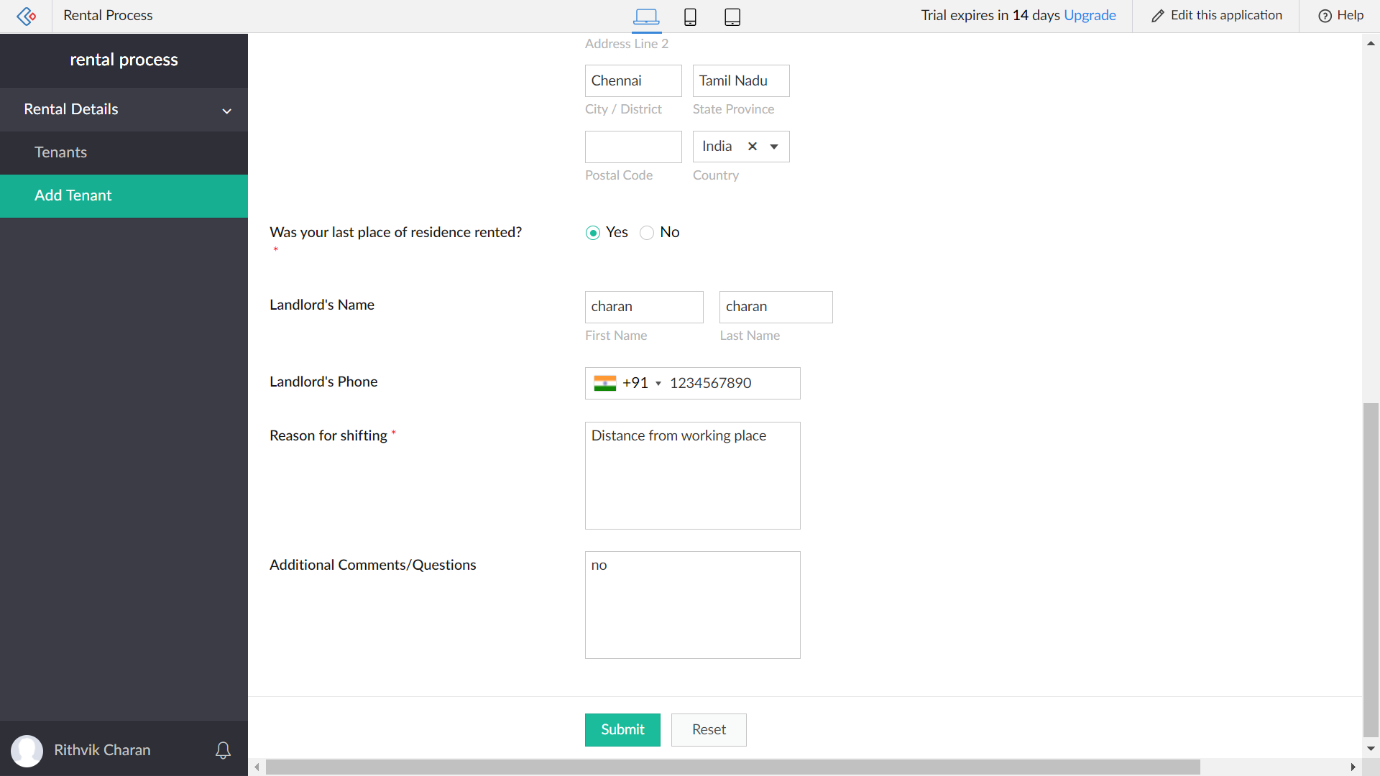 Rental Process
Trial expires in 14 days Upgrade
Edit this application
Help
rental process
Rental Details
Tenants
Add Tenant
Rithvik Charan
Address Line 2
Chennai Tamil Nadu
City / District State Province
India
Postal Code Country
Was your last place of residence rented? Yes No
*
Landlord's Name charan charan
First Name Last Name
Landlord's Phone +91 1234567890
Reason for shifting * Distance from working place
Additional Comments/Questions no
Submit Reset